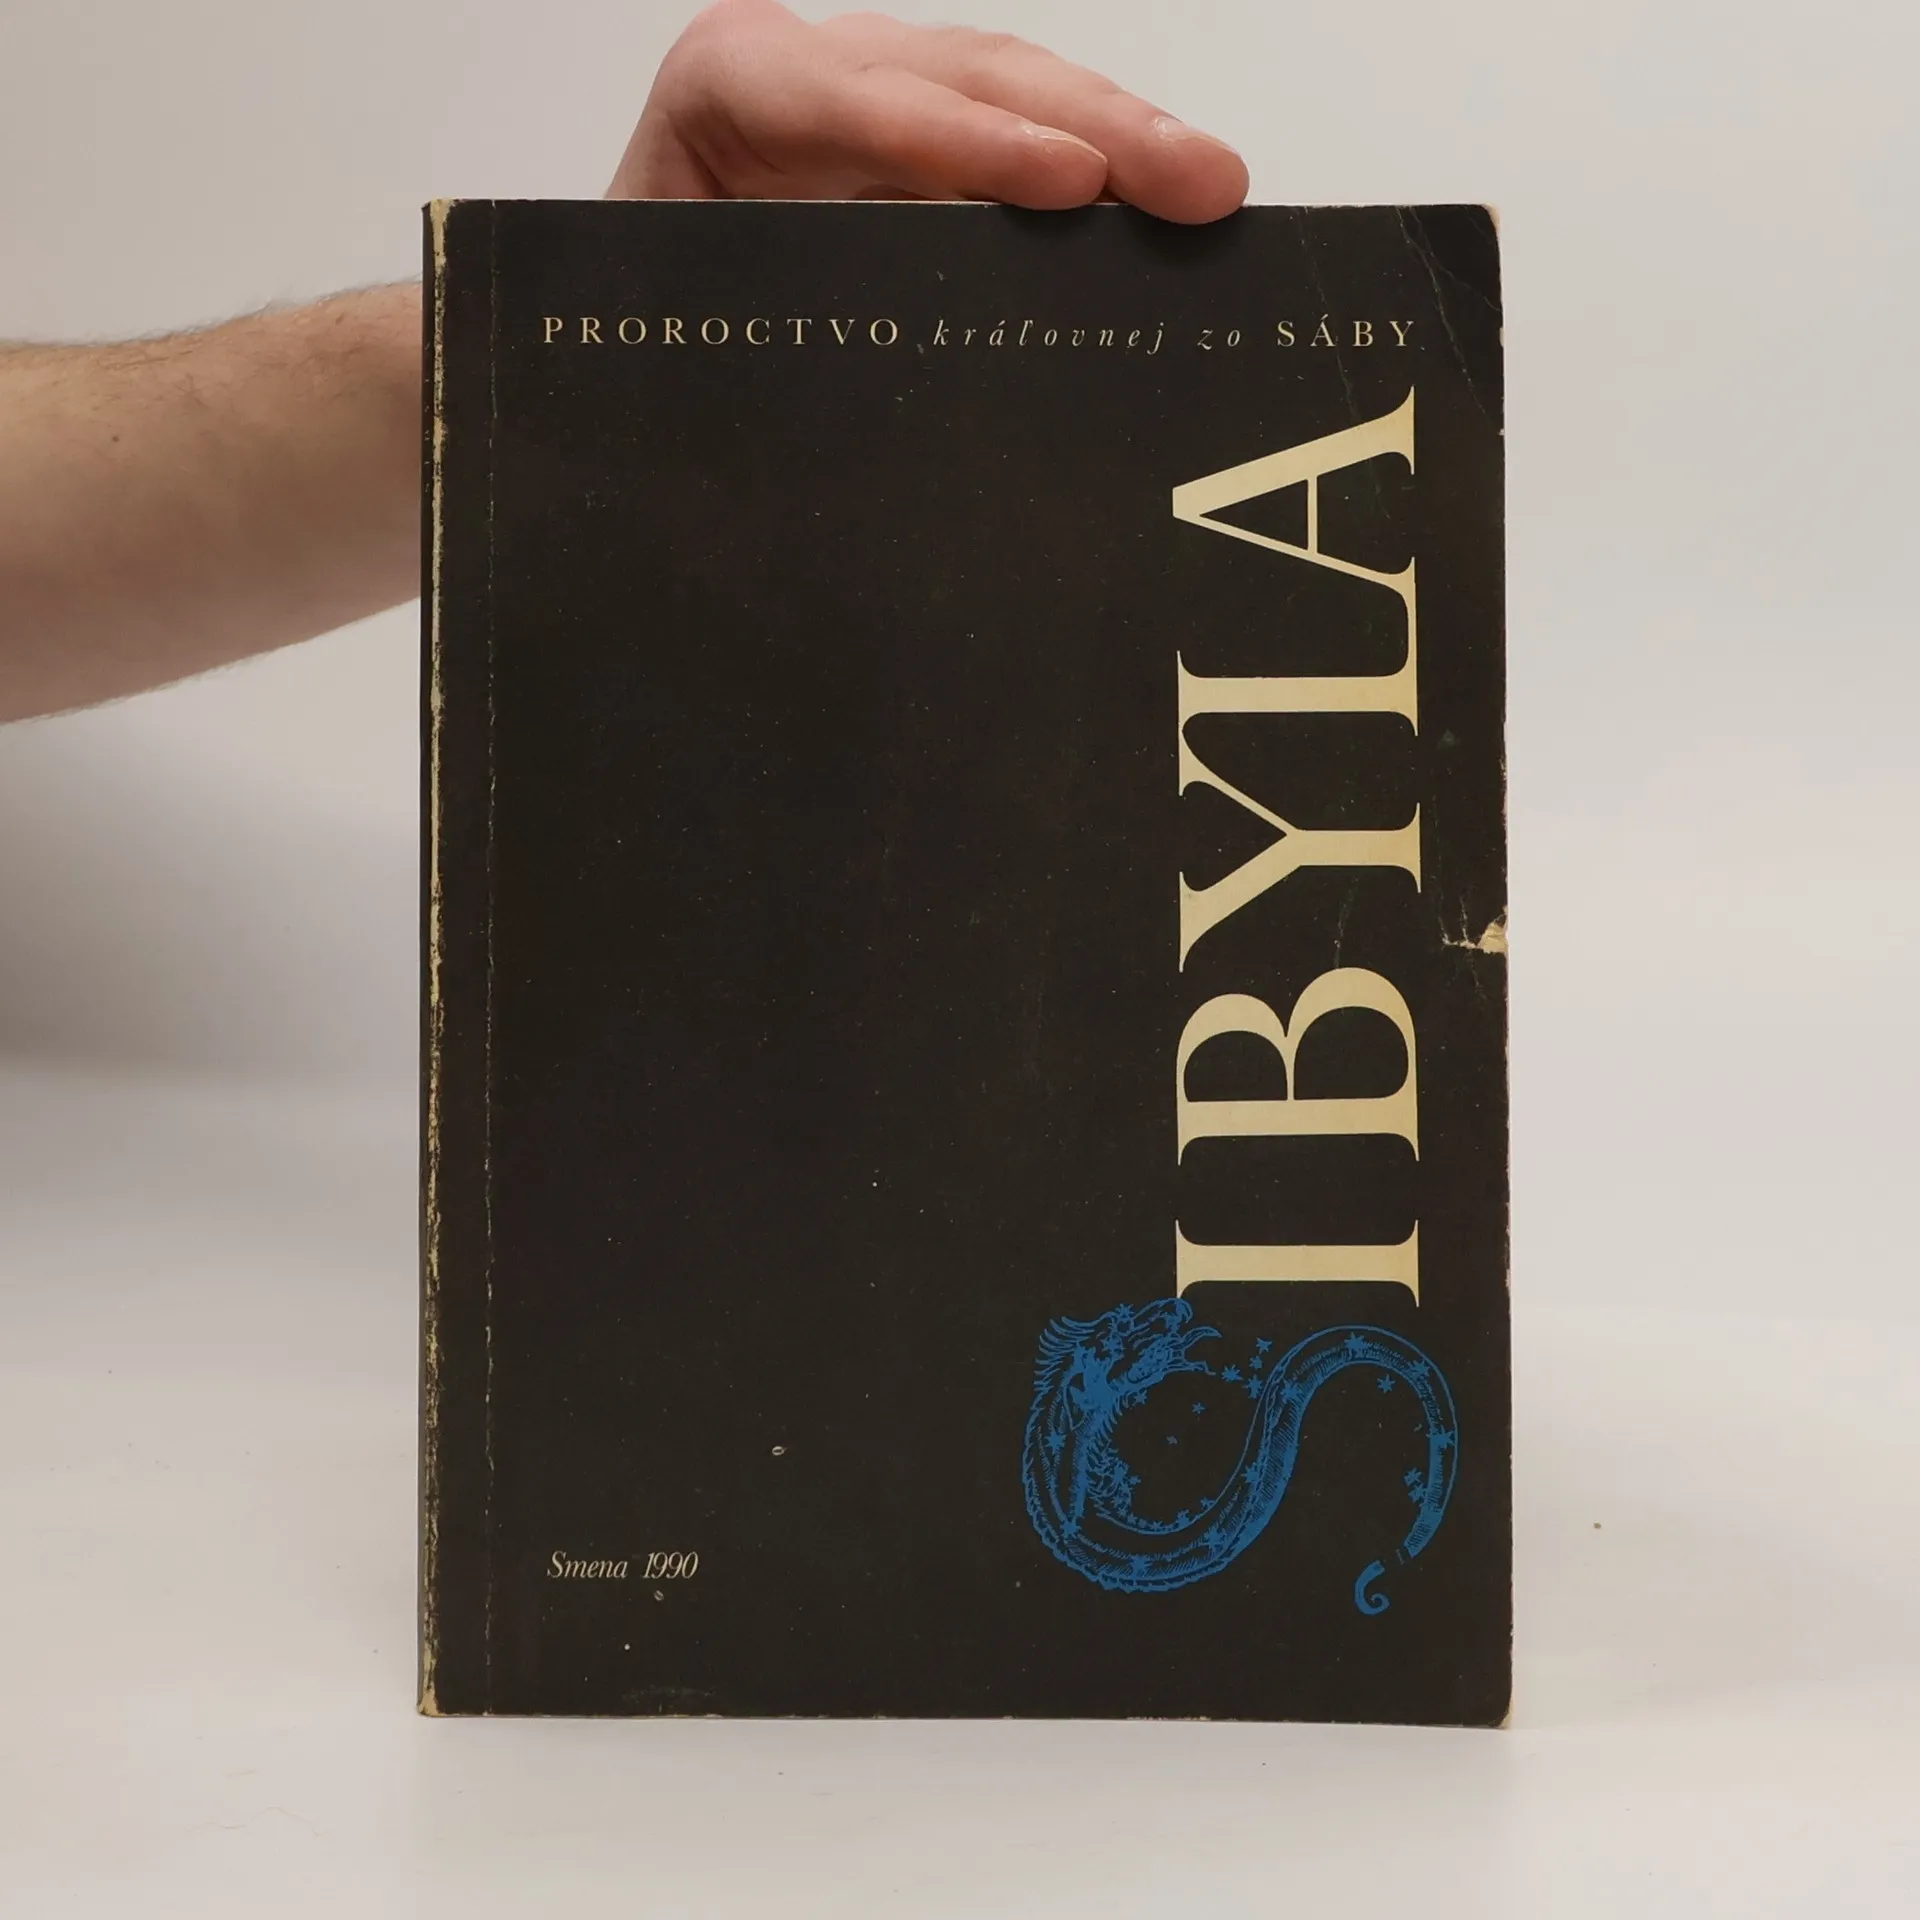 PROROCTVO kráľovnej zo SÁBY
SIBYLA
Smena 1990